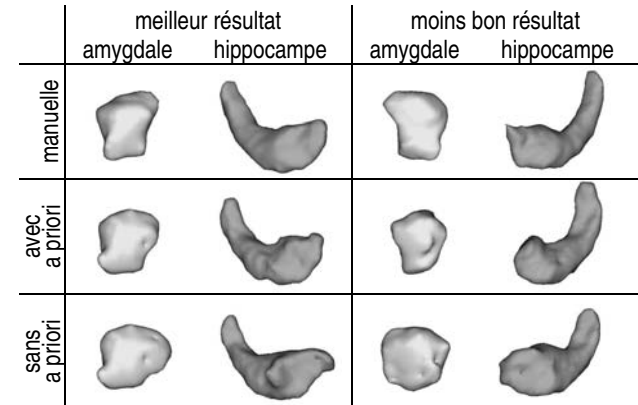 meilleur résultat
moins bon résultat
amygdale
hippocampe
amygdale
hippocampe
manuelle
avec
a priori
sans
a priori